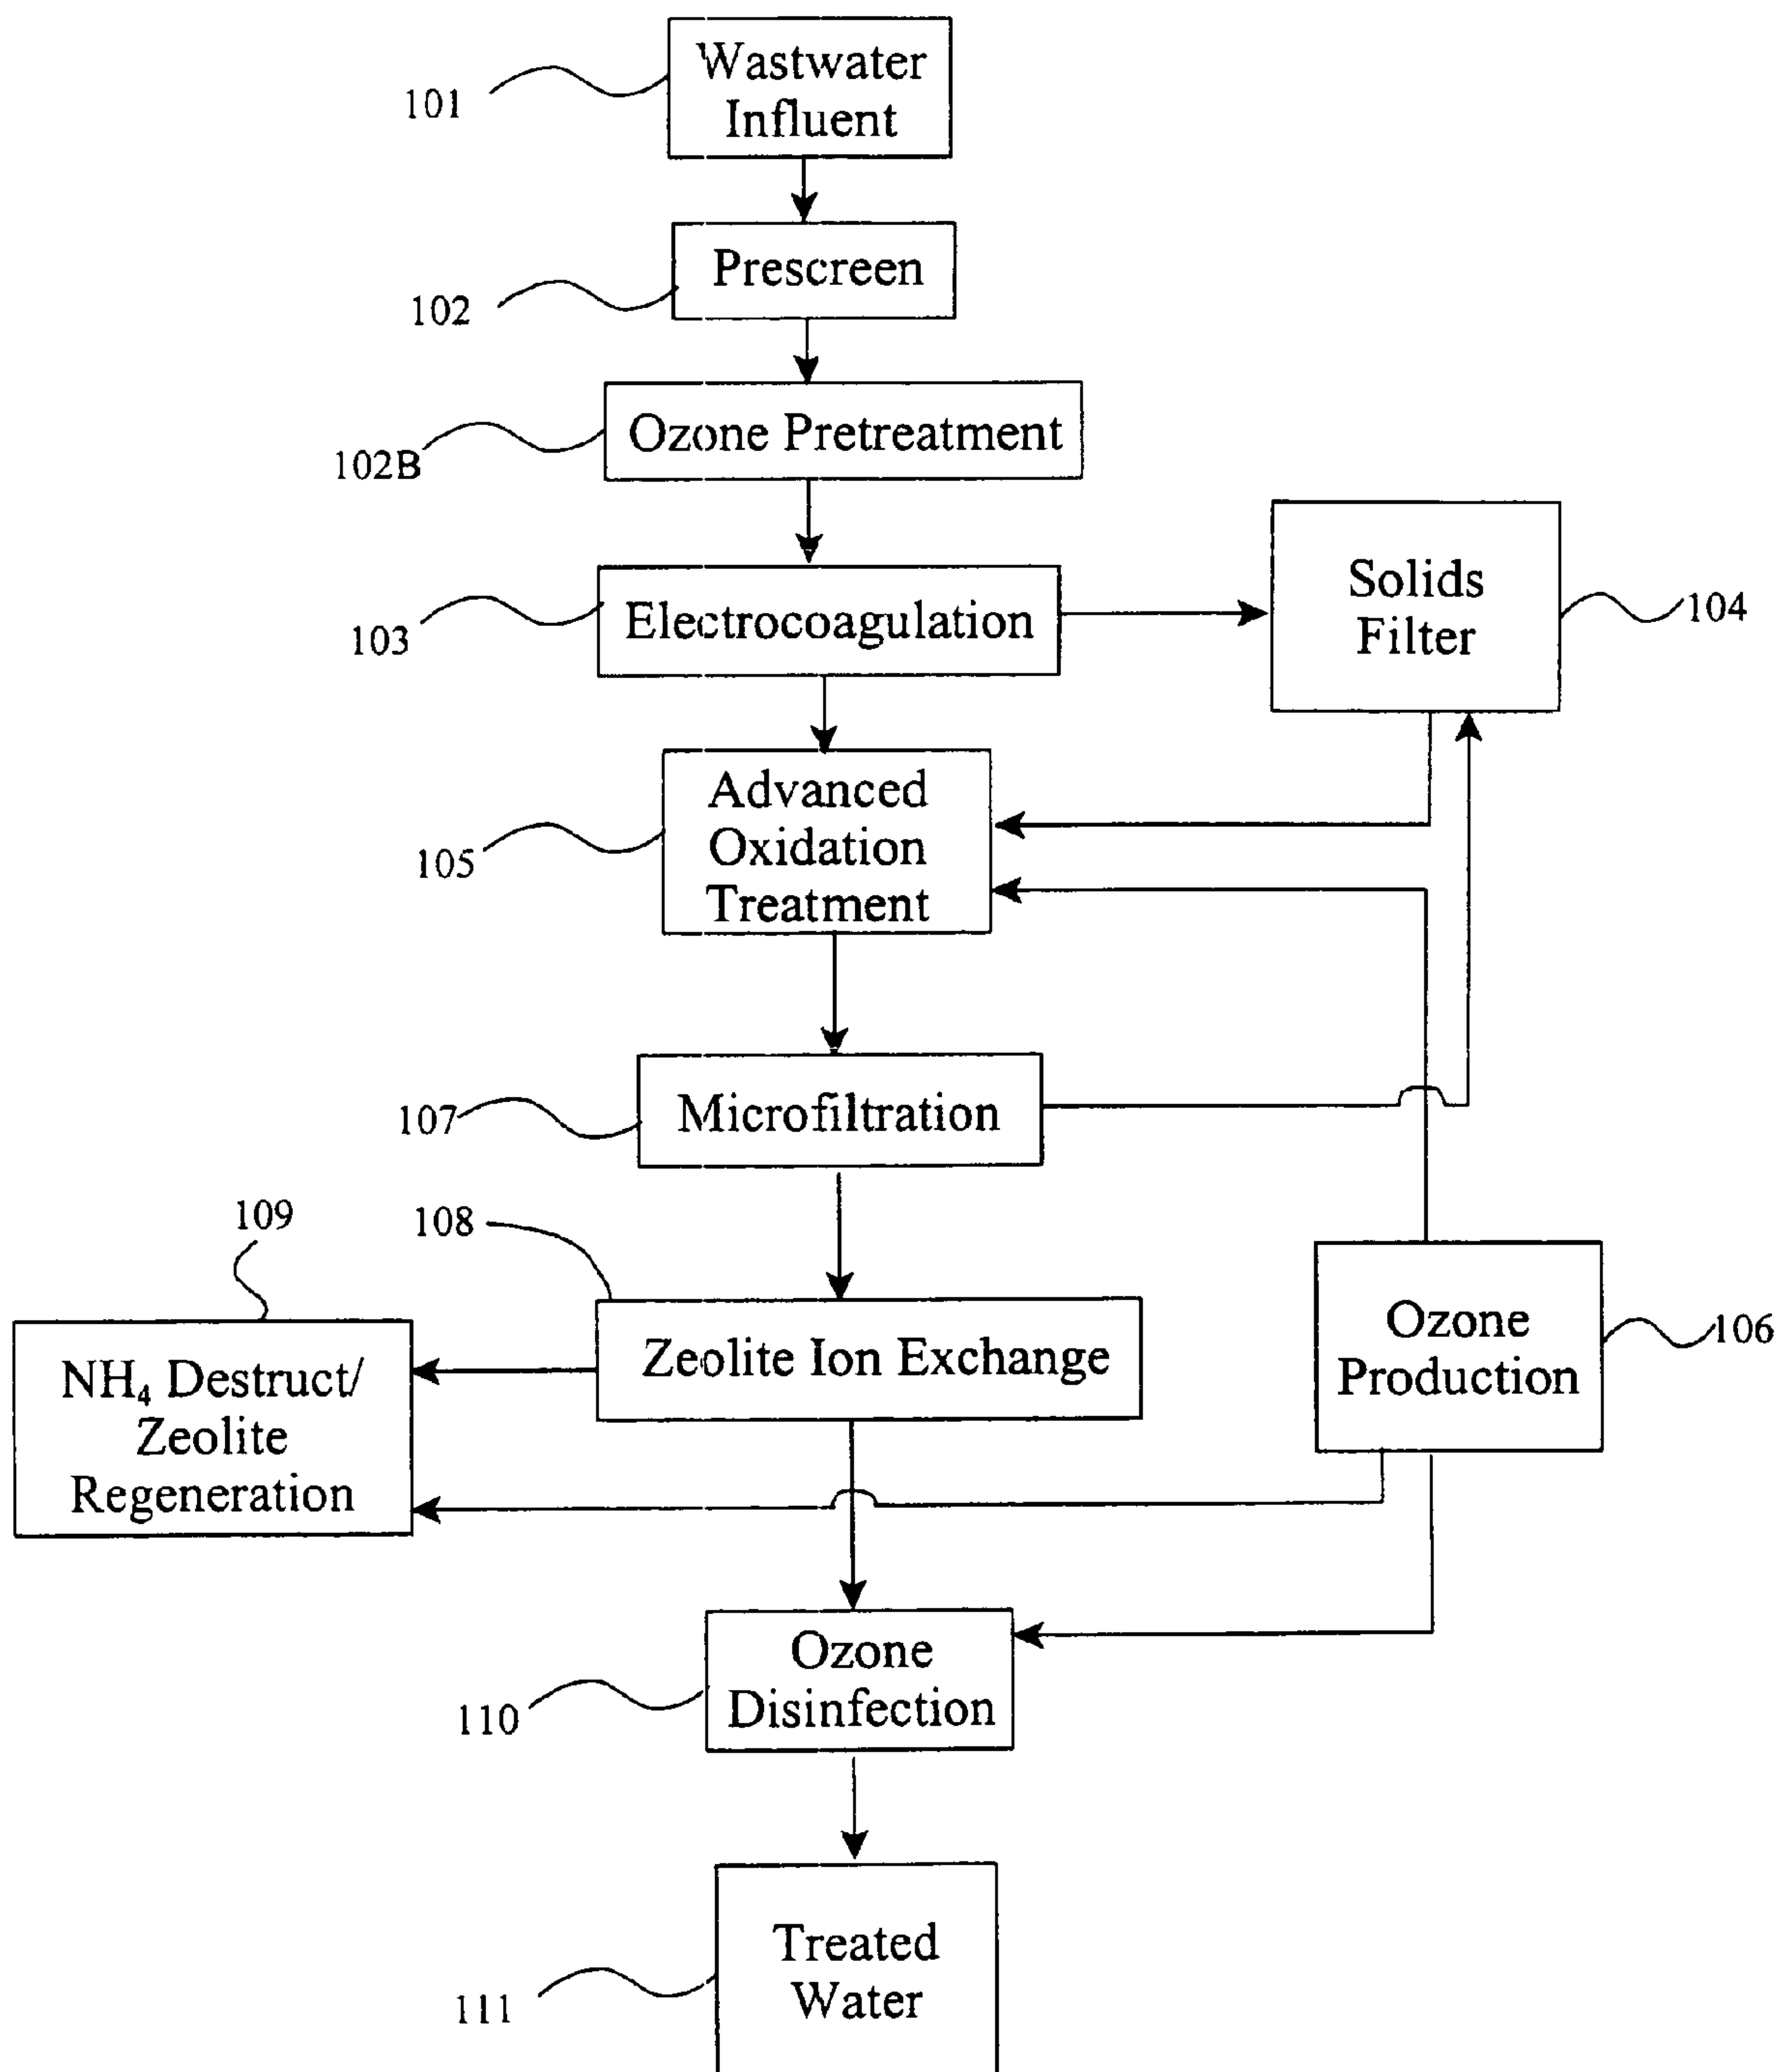 Wastwater
Influent
101
Prescreen
102
Ozone Pretreatment
102B
Electrocoagulation
103
Solids
Filter
104
Advanced
Oxidation
Treatment
105
Microfiltration
107
109
108
Zeolite Ion Exchange
NH₄ Destruct/
Zeolite
Regeneration
Ozone
Production
106
Ozone
Disinfection
110
Treated
Water
111